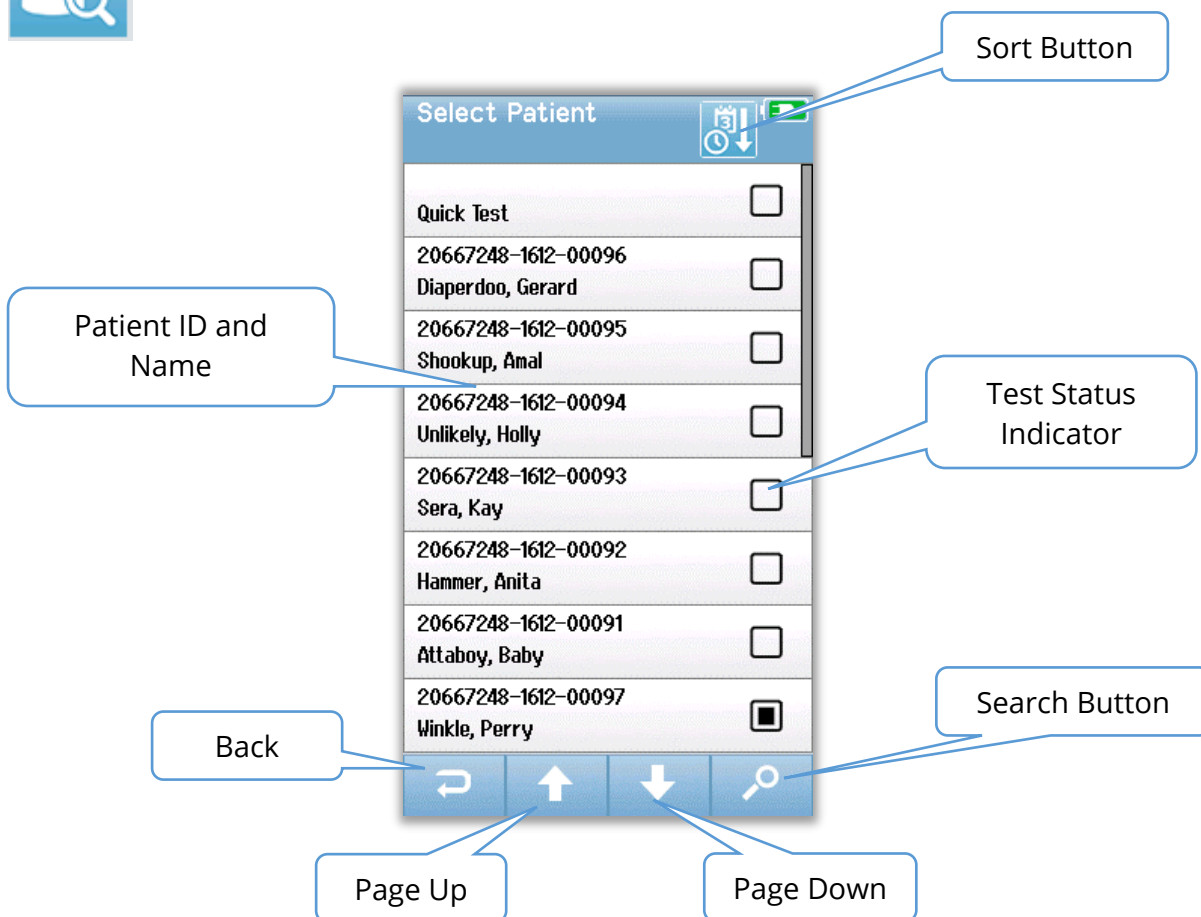 Sort Button
Select Patient
3
Quick Test
20667248-1612-00096
Diaperdoo, Gerard
20667248-1612-00095
Shookup, Amal
20667248-1612-00094
Unlikely, Holly
20667248-1612-00093
Sera, Kay
20667248-1612-00092
Hammer, Anita
20667248-1612-00091
Attaboy, Baby
20667248-1612-00097
Winkle, Perry
Patient ID and
Name
Test Status
Indicator
Search Button
Back
Page Up
Page Down